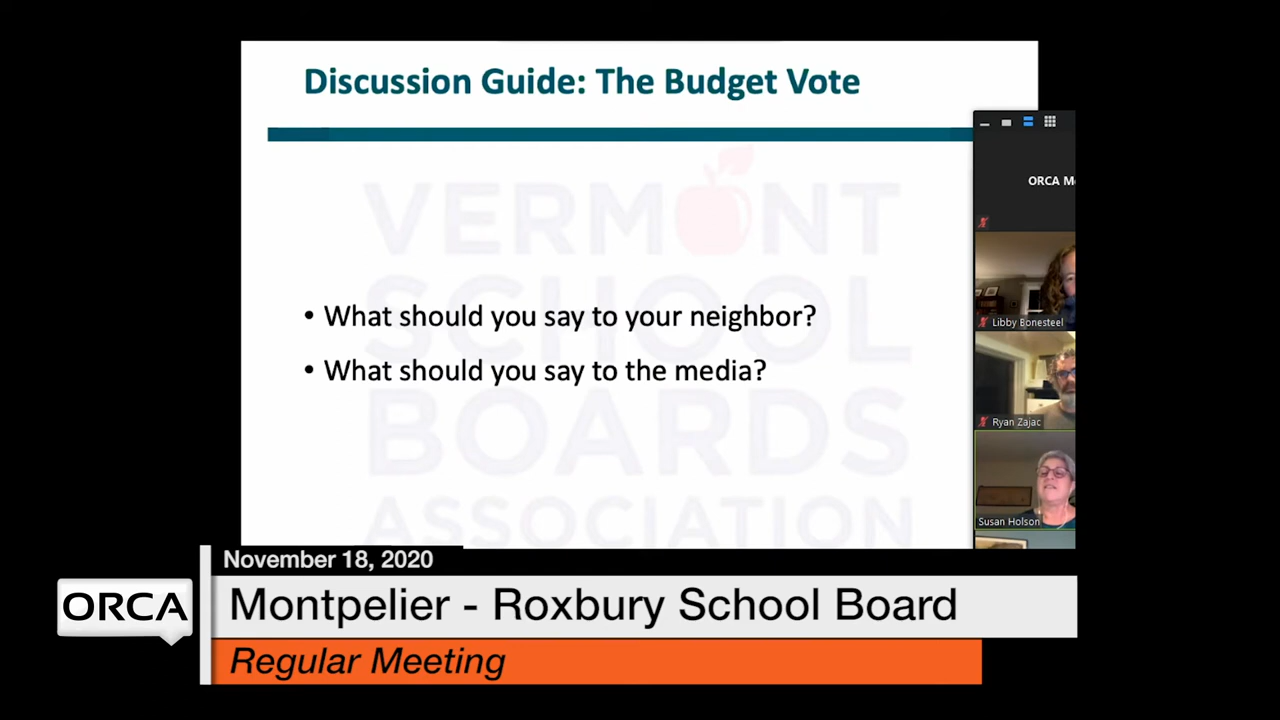 Discussion Guide: The Budget Vote
VERMONT
SCHOOL
BOARDS
ASSOCIATION
• What should you say to your neighbor?
• What should you say to the media?
ORCA M
Libby Bonesteel
Ryan Zajac
Susan Holson
November 18, 2020
ORCA
Montpelier - Roxbury School Board
Regular Meeting